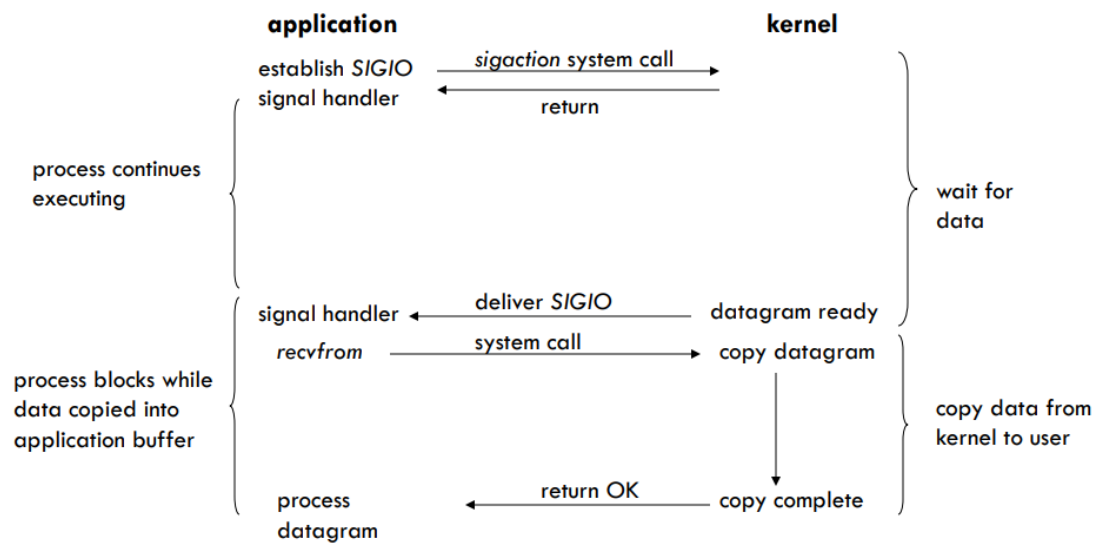 application
kernel
establish SIGIO
signal handler
sigaction system call
return
process continues
executing
wait for
data
signal handler
deliver SIGIO
datagram ready
recvfrom
system call
copy datagram
process blocks while
data copied into
application buffer
copy data from
kernel to user
process
datagram
return OK
copy complete